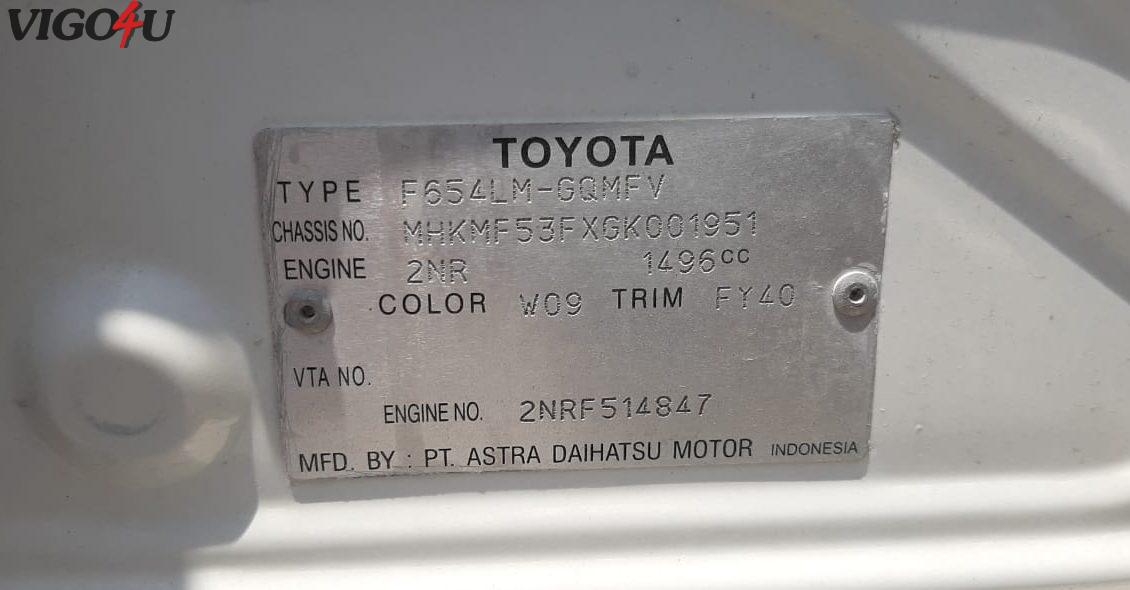 VIGO4U
TOYOTA
TYPE F654LM-GQMFV
CHASSIS NO. MHKMF53FXGK001951
ENGINE 2NR 1496cc
COLOR W09 TRIM FY40
VTA NO.
ENGINE NO. 2NRF514847
MFD. BY : PT. ASTRA DAIHATSU MOTOR INDONESIA